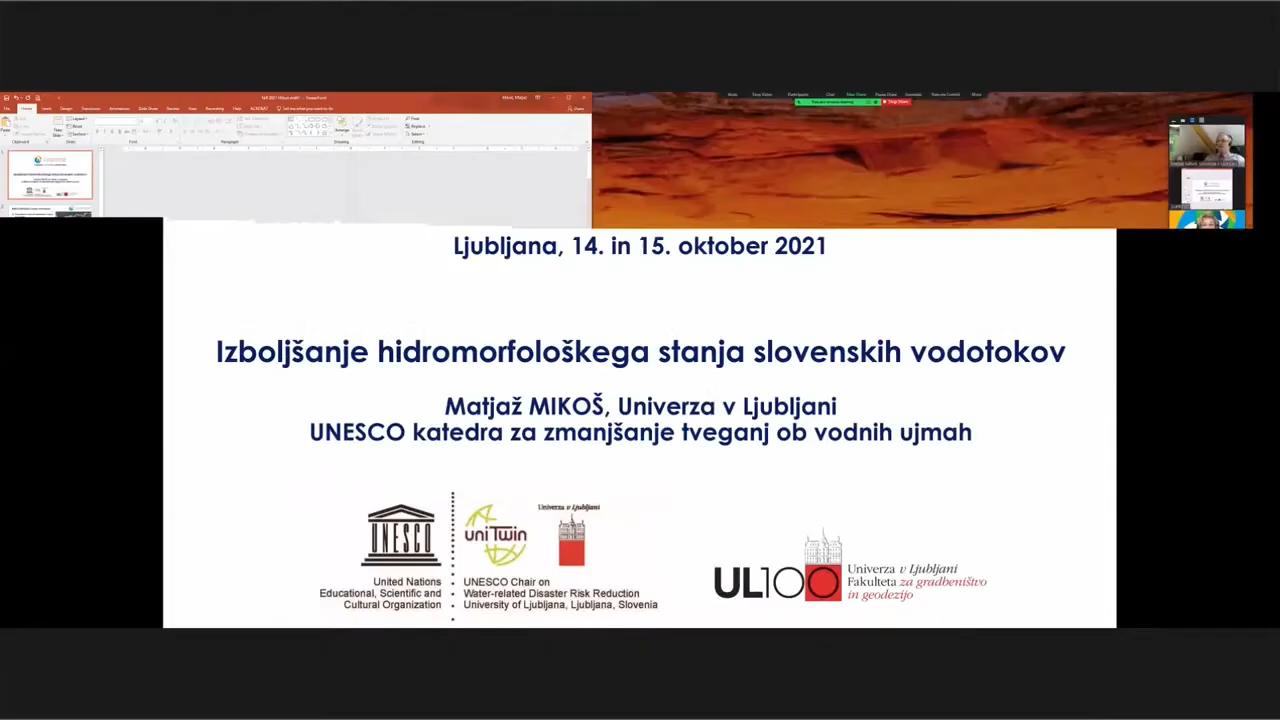 Ljubljana, 14. in 15. oktober 2021
Izboljšanje hidromorfološkega stanja slovenskih vodotokov
Matjaž MIKOŠ, Univerza v Ljubljani
UNESCO katedra za zmanjšanje tveganj ob vodnih ujmah
UNESCO
United Nations
Educational, Scientific and
Cultural Organization
uniTwin
Univerza v Ljubljani
UNESCO Chair on
Water-related Disaster Risk Reduction
University of Ljubljana, Ljubljana, Slovenia
UL100
Univerza v Ljubljani
Fakulteta za gradbeništvo
in geodezijo